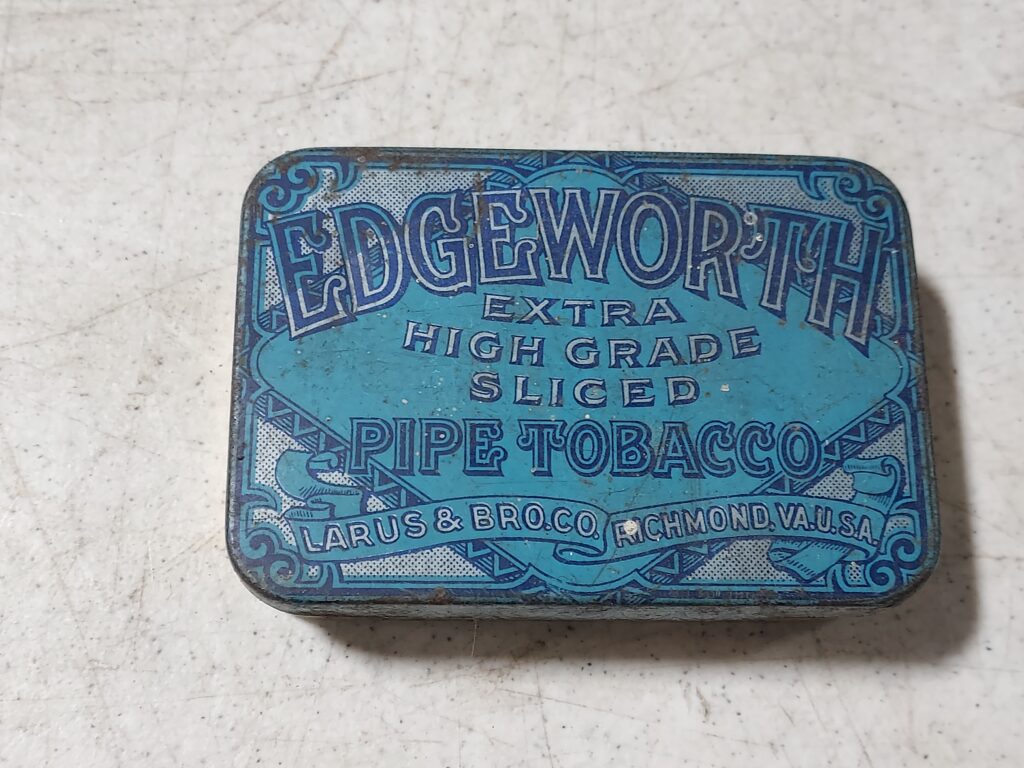 EDGEWORTH
EXTRA
HIGH GRADE
SLICED
PIPE TOBACCO
LARUS & BRO.CO. RICHMOND, VA.U.S.A.